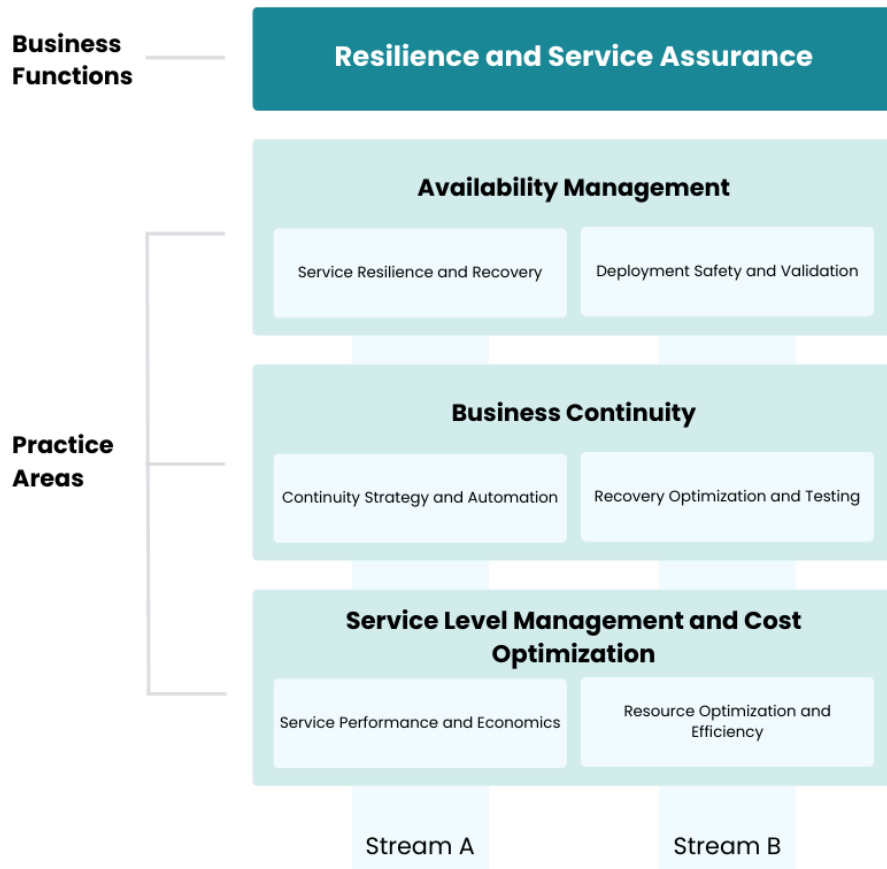 Business
Functions
Resilience and Service Assurance
Availability Management
Service Resilience and Recovery
Deployment Safety and Validation
Practice
Areas
Business Continuity
Continuity Strategy and Automation
Recovery Optimization and Testing
Service Level Management and Cost
Optimization
Service Performance and Economics
Resource Optimization and
Efficiency
Stream A
Stream B